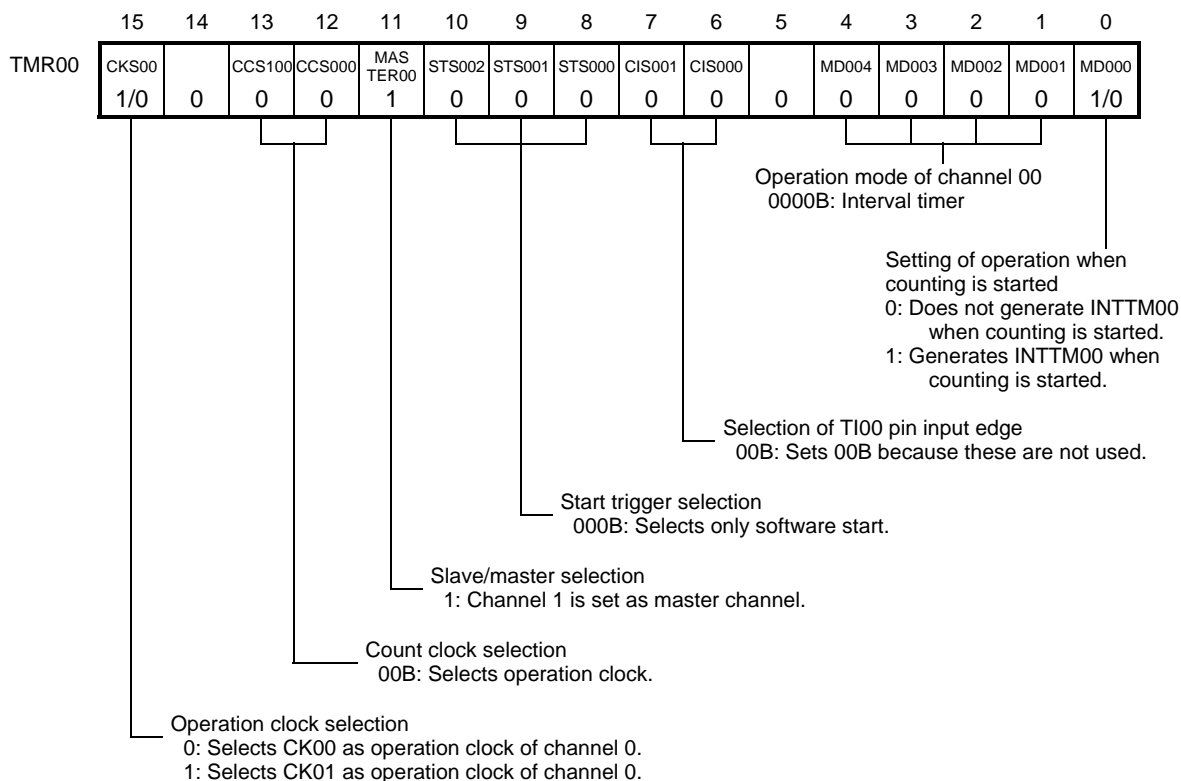 15 14 13 12 11 10 9 8 7 6 5 4 3 2 1 0
TMR00 CKS00 CCS100 CCS000 MAS TER00 STS002 STS001 STS000 CIS001 CIS000 MD004 MD003 MD002 MD001 MD000
1/0 0 0 0 1 0 0 0 0 0 0 0 0 0 0 1/0
Operation mode of channel 00
0000B: Interval timer
Setting of operation when
counting is started
0: Does not generate INTTM00
when counting is started.
1: Generates INTTM00 when
counting is started.
Selection of TI00 pin input edge
00B: Sets 00B because these are not used.
Start trigger selection
000B: Selects only software start.
Slave/master selection
1: Channel 1 is set as master channel.
Count clock selection
00B: Selects operation clock.
Operation clock selection
0: Selects CK00 as operation clock of channel 0.
1: Selects CK01 as operation clock of channel 0.